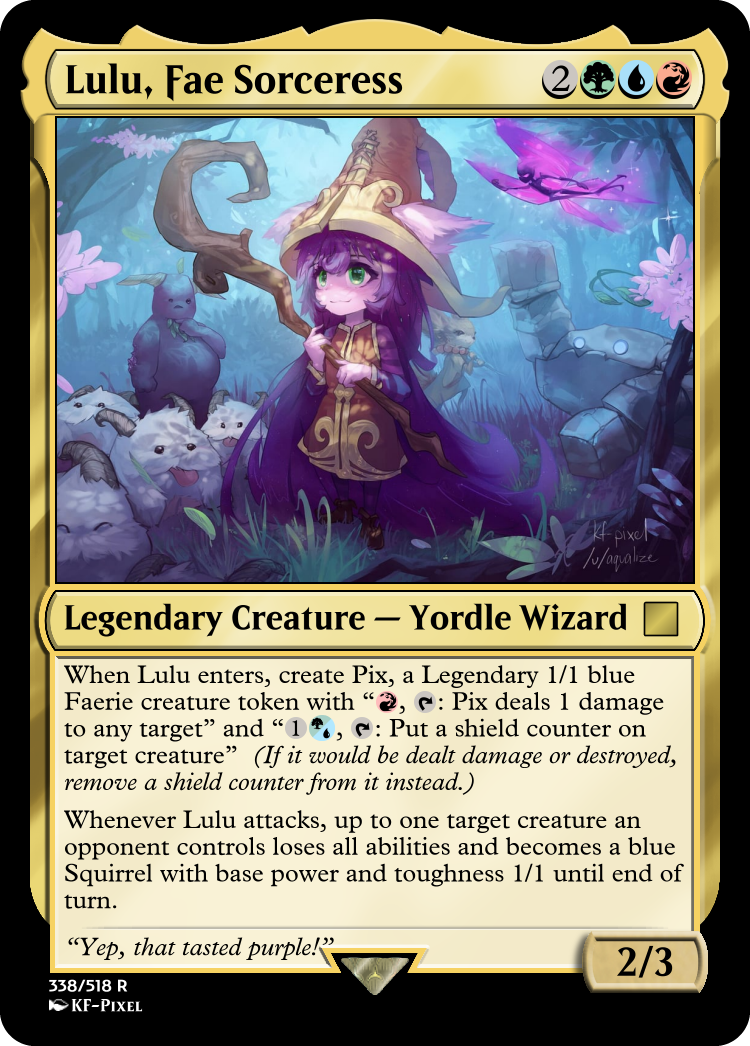 Lulu, Fae Sorceress 2
kf-pixel
/u/aqualize
Legendary Creature — Yordle Wizard
When Lulu enters, create Pix, a Legendary 1/1 blue
Faerie creature token with “ , : Pix deals 1 damage
to any target” and “1 , : Put a shield counter on
target creature” (If it would be dealt damage or destroyed,
remove a shield counter from it instead.)
Whenever Lulu attacks, up to one target creature an
opponent controls loses all abilities and becomes a blue
Squirrel with base power and toughness 1/1 until end of
turn.
“Yep, that tasted purple!”
2/3
338/518 R
KF-Pixel